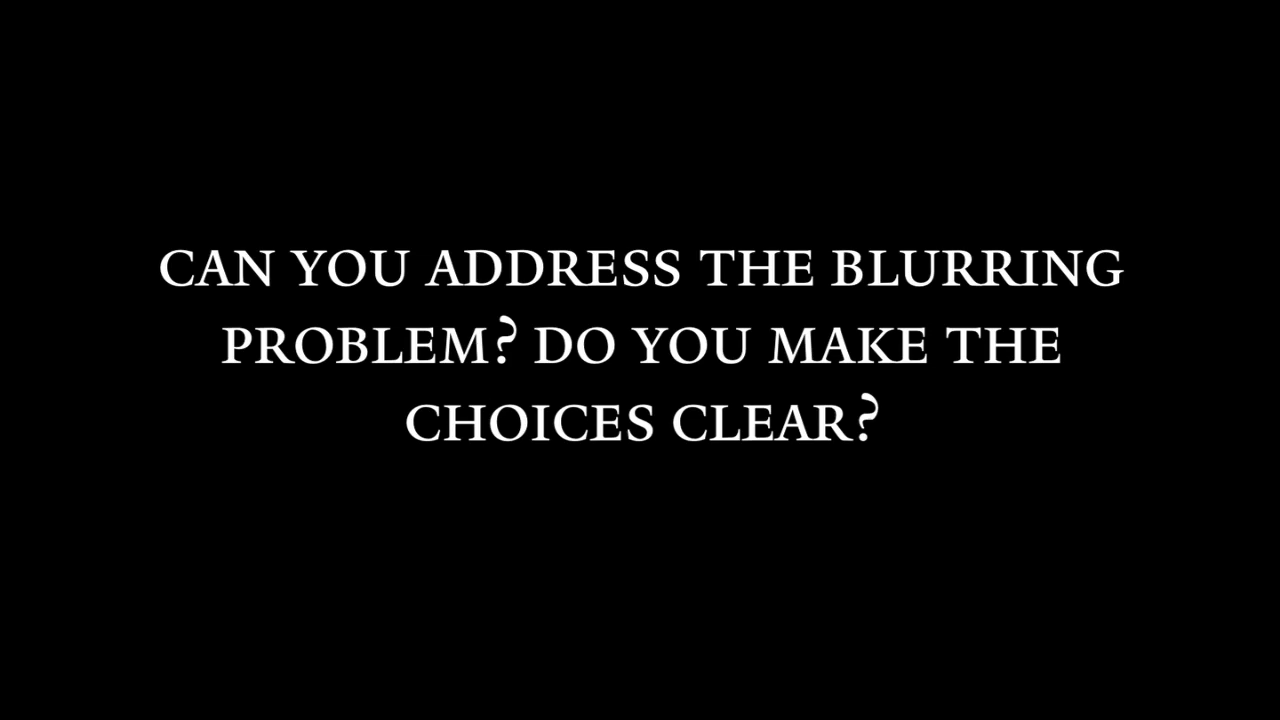 CAN YOU ADDRESS THE BLURRING
PROBLEM? DO YOU MAKE THE
CHOICES CLEAR?